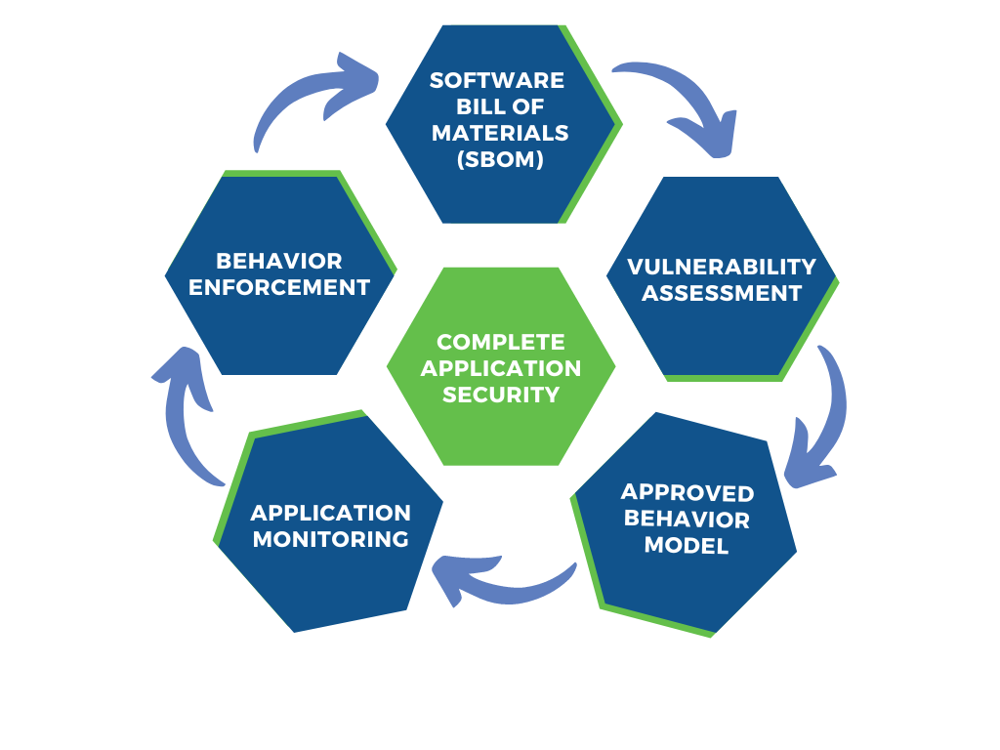 SOFTWARE
BILL OF
MATERIALS
(SBOM)
VULNERABILITY
ASSESSMENT
APPROVED
BEHAVIOR
MODEL
APPLICATION
MONITORING
BEHAVIOR
ENFORCEMENT
COMPLETE
APPLICATION
SECURITY